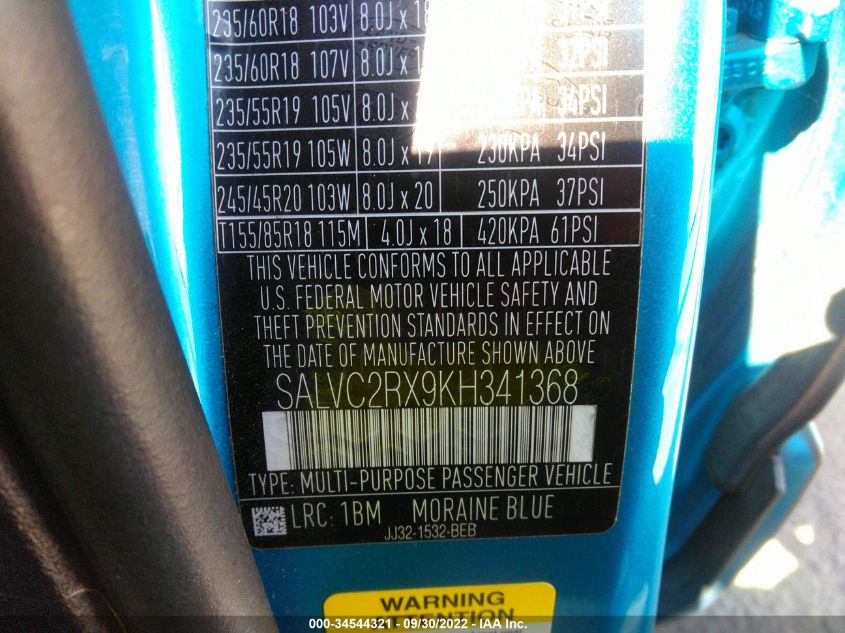 235/60R18 103V 8.0J x 18
235/60R18 107V 8.0J x 32PSI
235/55R19 105V 8.0J x 34PSI
235/55R19 105W 8.0J x 19 230KPA 34PSI
245/45R20 103W 8.0J x 20 250KPA 37PSI
T155/85R18 115M 4.0J x 18 420KPA 61PSI
THIS VEHICLE CONFORMS TO ALL APPLICABLE
U.S. FEDERAL MOTOR VEHICLE SAFETY AND
THEFT PREVENTION STANDARDS IN EFFECT ON
THE DATE OF MANUFACTURE SHOWN ABOVE
SALVC2RX9KH341368
TYPE: MULTI-PURPOSE PASSENGER VEHICLE
LRC: 1BM MORAINE BLUE
JJ32-1532-BEB
WARNING
000-34544321 - 09/30/2022 - IAA Inc.